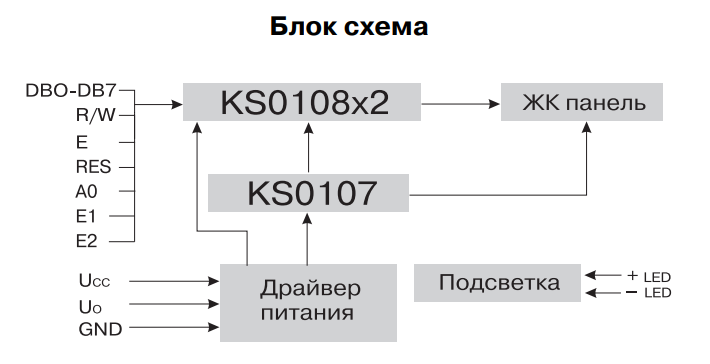 Блок схема
DBO-DB7
R/W
E
RES
A0
E1
E2
KS0108x2
ЖК панель
KS0107
Ucc
Uo
GND
Драйвер
питания
Подсветка
+ LED
− LED